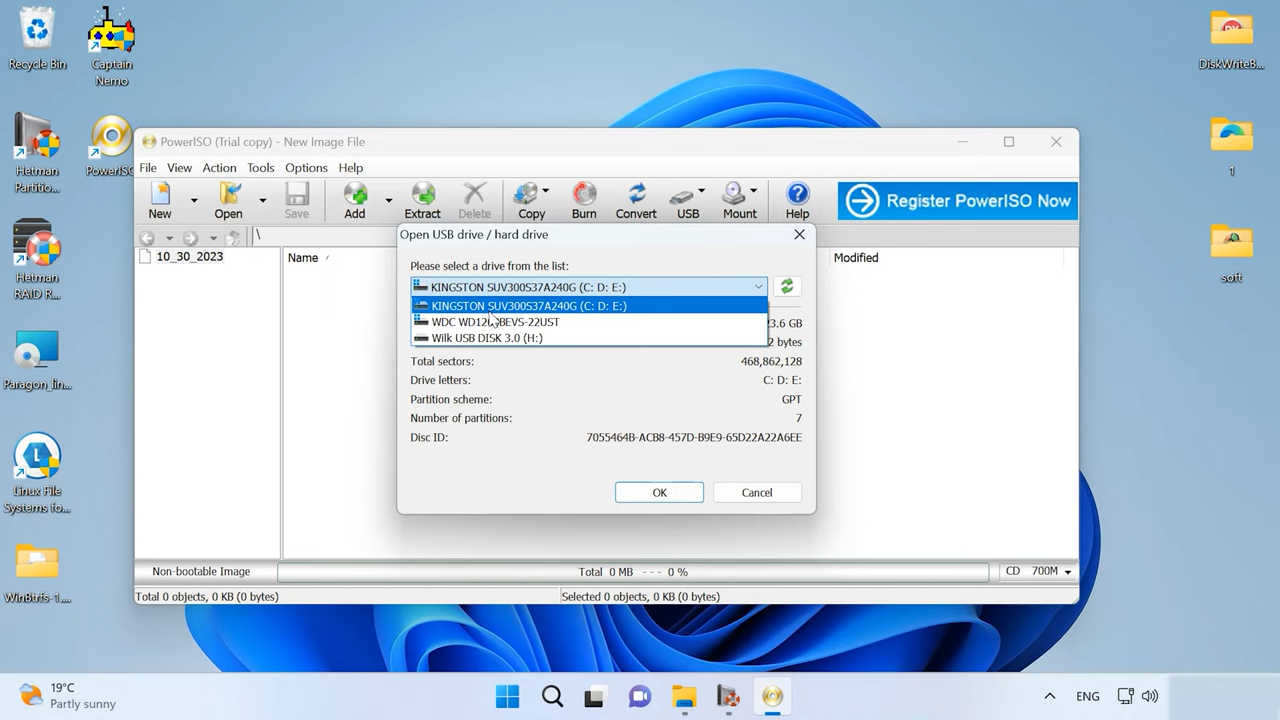 Recycle Bin
Captain
Nemo
Hetman
Partitio...
PowerISO
Hetman
RAID R...
Paragon_lin...
Linux File
Systems fo...
WinBtrfs-1....
DiskWriteB...
1
soft
PowerISO (Trial copy) - New Image File
File View Action Tools Options Help
New Open Save Add Extract Delete Copy Burn Convert USB Mount Help
Register PowerISO Now
\
10_30_2023
Name
Modified
Open USB drive / hard drive
Please select a drive from the list:
KINGSTON SUV300S37A240G (C: D: E:)
KINGSTON SUV300S37A240G (C: D: E:)
WDC WD1200BEVS-22UST
Wilk USB DISK 3.0 (H:)
3.6 GB
2 bytes
Total sectors: 468,862,128
Drive letters: C: D: E:
Partition scheme: GPT
Number of partitions: 7
Disc ID: 7055464B-ACB8-457D-B9E9-65D22A22A6EE
OK Cancel
Non-bootable Image
Total 0 MB --- 0 %
CD 700M
Total 0 objects, 0 KB (0 bytes)
Selected 0 objects, 0 KB (0 bytes)
19°C
Partly sunny
ENG